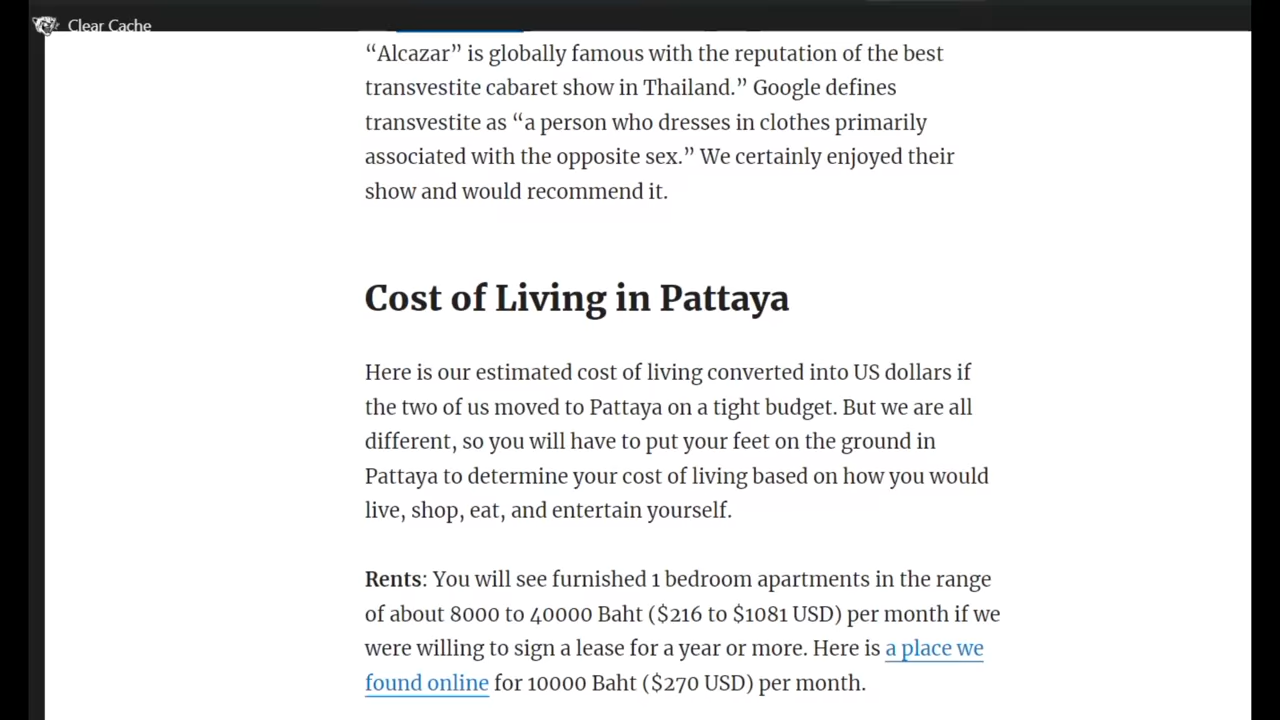 Clear Cache
“Alcazar” is globally famous with the reputation of the best
transvestite cabaret show in Thailand.” Google defines
transvestite as “a person who dresses in clothes primarily
associated with the opposite sex.” We certainly enjoyed their
show and would recommend it.
Cost of Living in Pattaya
Here is our estimated cost of living converted into US dollars if
the two of us moved to Pattaya on a tight budget. But we are all
different, so you will have to put your feet on the ground in
Pattaya to determine your cost of living based on how you would
live, shop, eat, and entertain yourself.
Rents: You will see furnished 1 bedroom apartments in the range
of about 8000 to 40000 Baht ($216 to $1081 USD) per month if we
were willing to sign a lease for a year or more. Here is a place we
found online for 10000 Baht ($270 USD) per month.